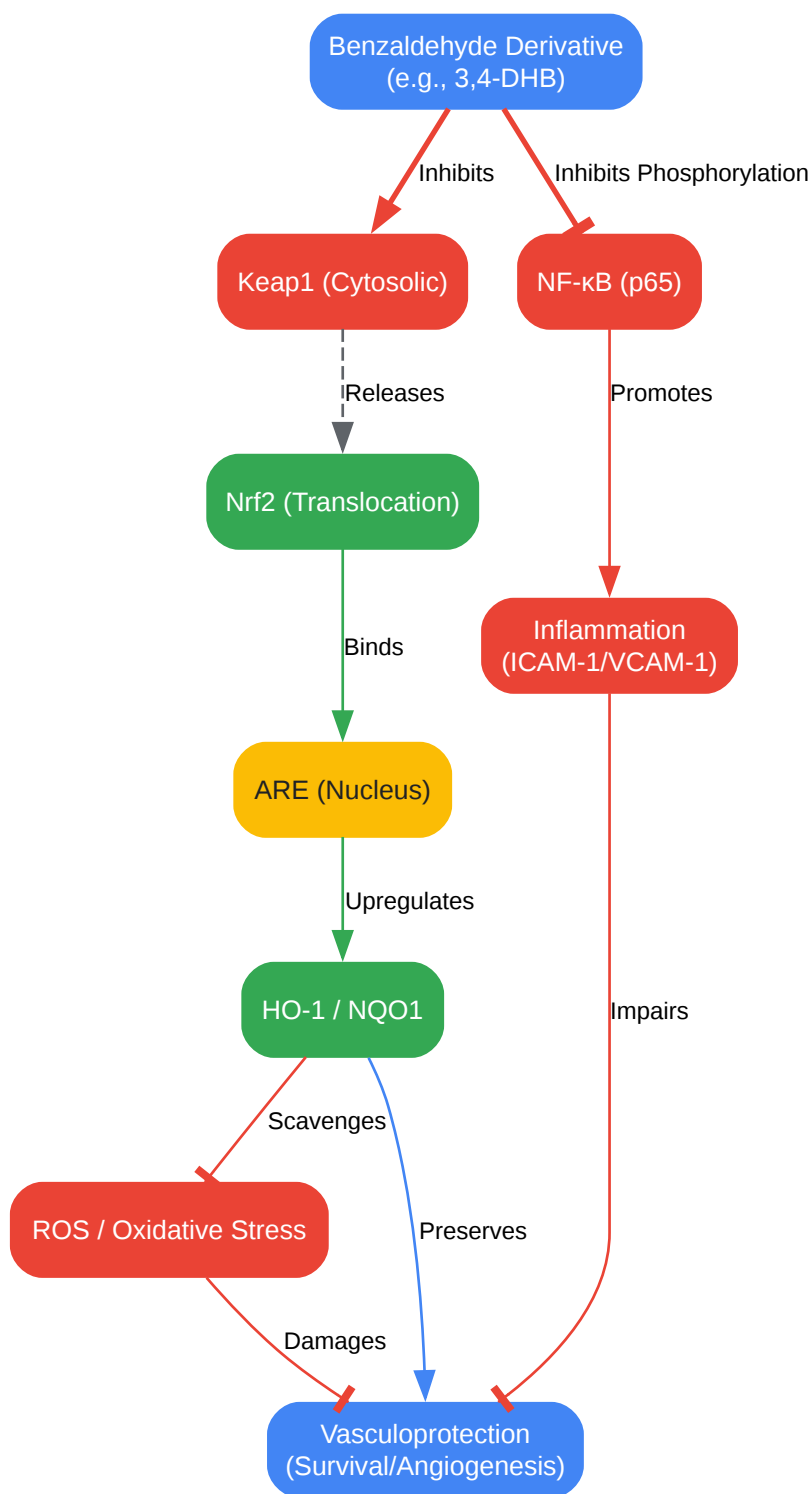 Benzaldehyde Derivative
(e.g., 3,4-DHB)
Inhibits
Inhibits Phosphorylation
Keap1 (Cytosolic)
NF-κB (p65)
Releases
Promotes
Nrf2 (Translocation)
Inflammation
(ICAM-1/VCAM-1)
Binds
ARE (Nucleus)
Upregulates
HO-1 / NQO1
Impairs
Scavenges
ROS / Oxidative Stress
Preserves
Damages
Vasculoprotection
(Survival/Angiogenesis)